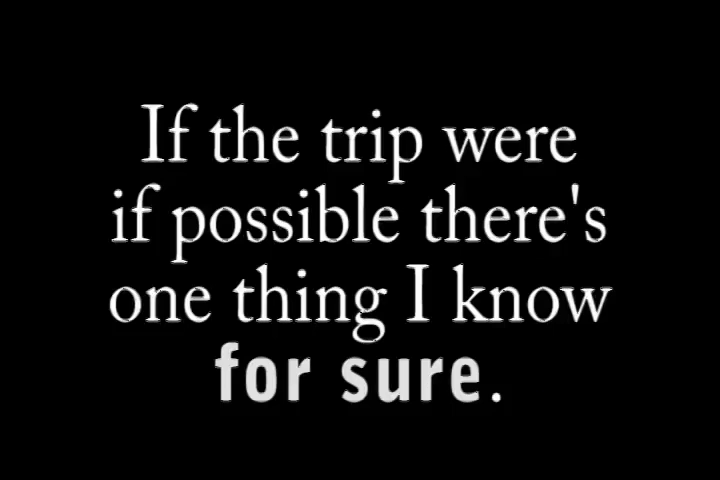 If the trip were
if possible there's
one thing I know
for sure.